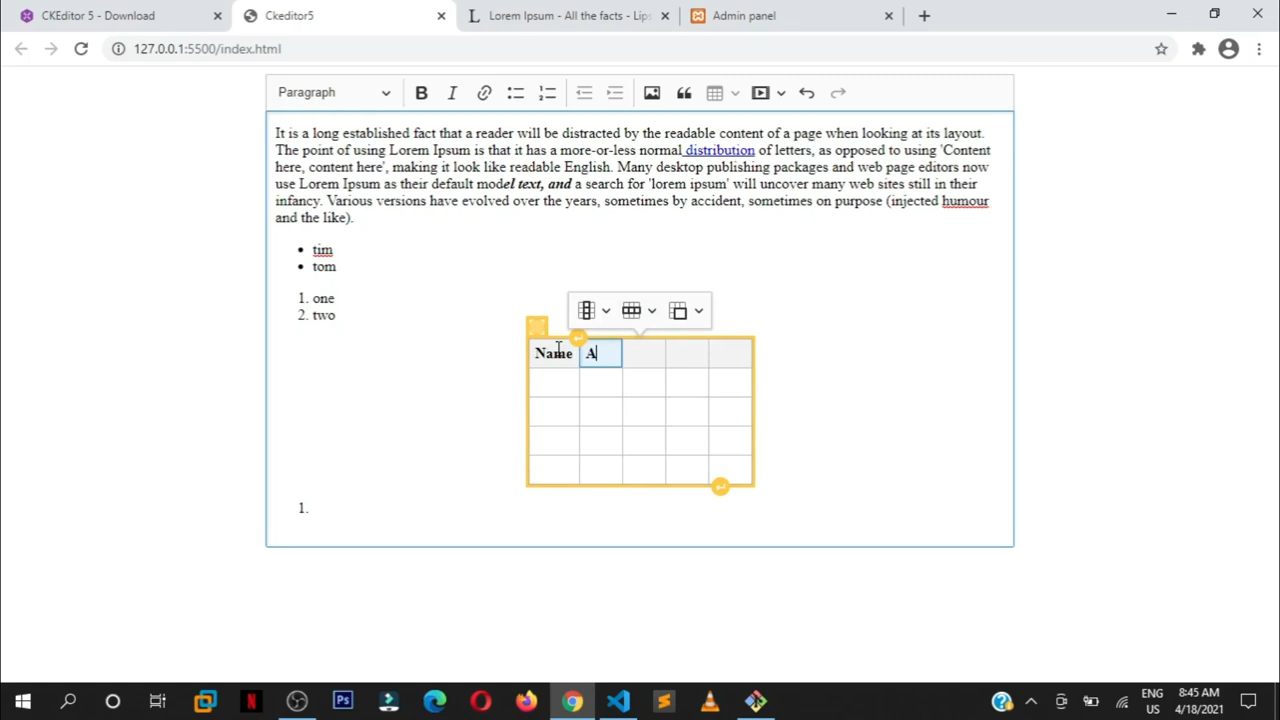 CKEditor 5 - Download
Ckeditor5
Lorem Ipsum - All the facts - Lips
Admin panel
127.0.0.1:5500/index.html
Paragraph
It is a long established fact that a reader will be distracted by the readable content of a page when looking at its layout.
The point of using Lorem Ipsum is that it has a more-or-less normal distribution of letters, as opposed to using 'Content
here, content here', making it look like readable English. Many desktop publishing packages and web page editors now
use Lorem Ipsum as their default model text, and a search for 'lorem ipsum' will uncover many web sites still in their
infancy. Various versions have evolved over the years, sometimes by accident, sometimes on purpose (injected humour
and the like).
• tim
• tom
1. one
2. two
Name A
1.
ENG 8:45 AM
US 4/18/2021